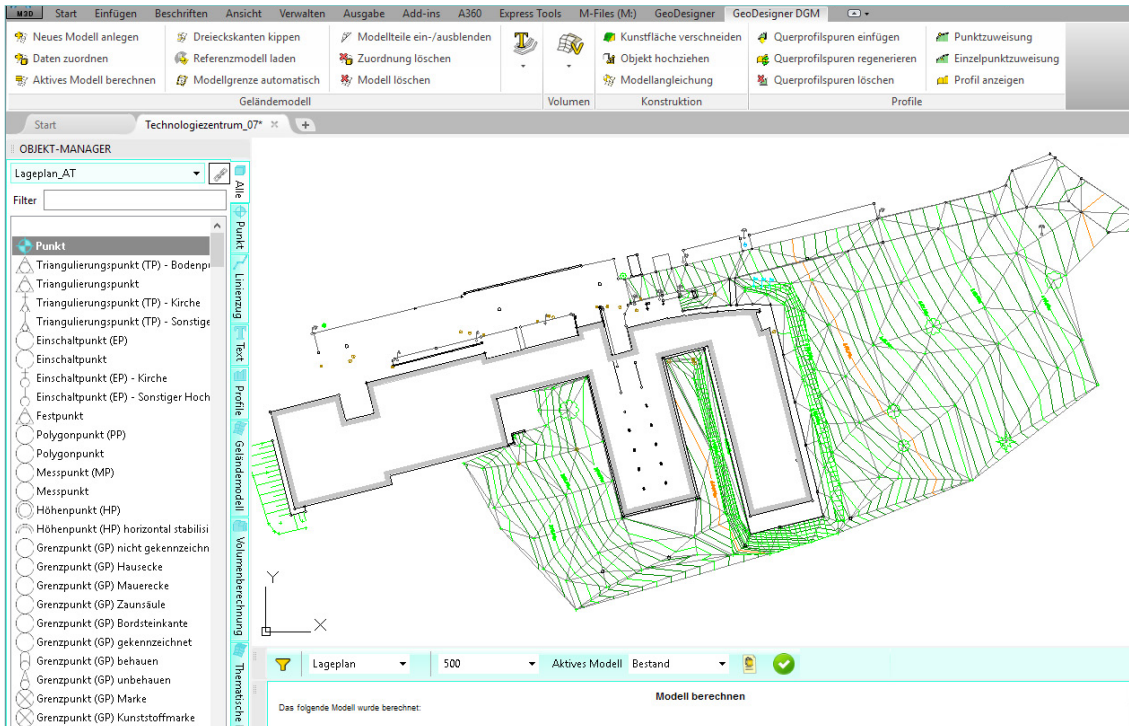 M3D Start Einfügen Beschriften Ansicht Verwalten Ausgabe Add-ins A360 Express Tools M-Files (M:) GeoDesigner GeoDesigner DGM
Neues Modell anlegen Dreieckskanten kippen Modellteile ein-/ausblenden Kunstfläche verschneiden Querprofilspuren einfügen Punktzuweisung
Daten zuordnen Referenzmodell laden Zuordnung löschen Objekt hochziehen Querprofilspuren regenerieren Einzelpunktzuweisung
Aktives Modell berechnen Modellgrenze automatisch Modell löschen Modellangleichung Querprofilspuren löschen Profil anzeigen
Geländemodell Volumen Konstruktion Profile
Start Technologiezentrum_07*
OBJEKT-MANAGER
Lageplan_AT
Filter
Punkt
Triangulierungspunkt (TP) - Bodenpu
Triangulierungspunkt
Triangulierungspunkt (TP) - Kirche
Triangulierungspunkt (TP) - Sonstige
Einschaltpunkt (EP)
Einschaltpunkt
Einschaltpunkt (EP) - Kirche
Einschaltpunkt (EP) - Sonstiger Hoch
Festpunkt
Polygonpunkt (PP)
Polygonpunkt
Messpunkt (MP)
Messpunkt
Höhenpunkt (HP)
Höhenpunkt (HP) horizontal stabilisi
Grenzpunkt (GP) nicht gekennzeichn
Grenzpunkt (GP) Hausecke
Grenzpunkt (GP) Mauerecke
Grenzpunkt (GP) Zaunsäule
Grenzpunkt (GP) Bordsteinkante
Grenzpunkt (GP) gekennzeichnet
Grenzpunkt (GP) behauen
Grenzpunkt (GP) unbehauen
Grenzpunkt (GP) Marke
Grenzpunkt (GP) Kunststoffmarke
Alle
Punkt
Linienzug
Text
Profile
Geländemodell
Volumenberechnung
Thematische
Y
X
Lageplan 500 Aktives Modell Bestand
Modell berechnen
Das folgende Modell wurde berechnet: